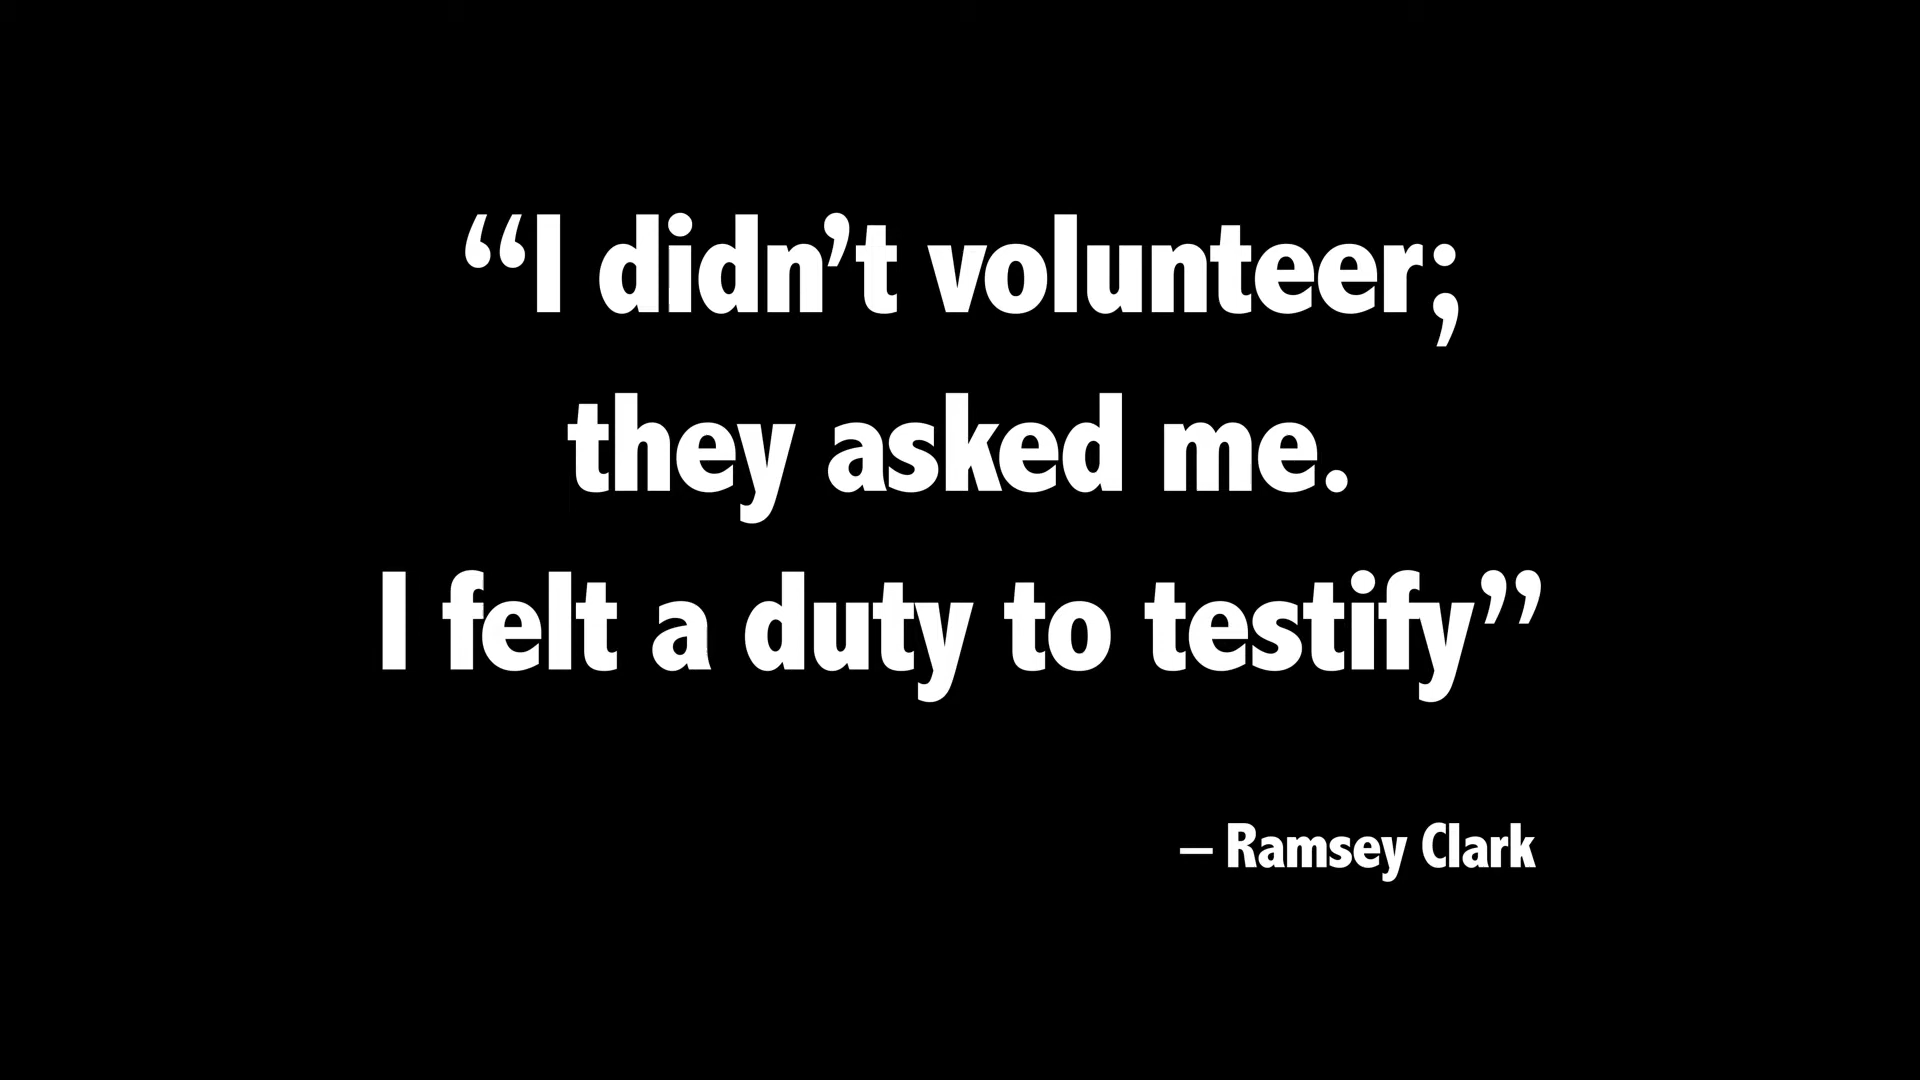 “I didn’t volunteer;
they asked me.
I felt a duty to testify”
– Ramsey Clark